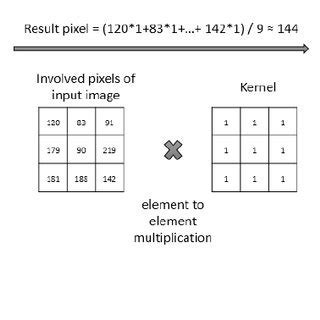 Result pixel = (120*1+83*1+...+ 142*1) / 9 ≈ 144
Involved pixels of
input image
Kernel
120 83 91
1 1 1
179 90 219
1 1 1
181 188 142
1 1 1
element to
element
multiplication